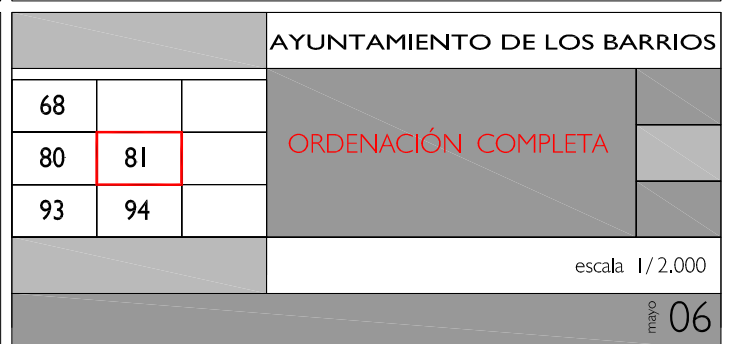 AYUNTAMIENTO DE LOS BARRIOS
68
80 81
93 94
ORDENACIÓN COMPLETA
escala 1/2.000
mayo 06